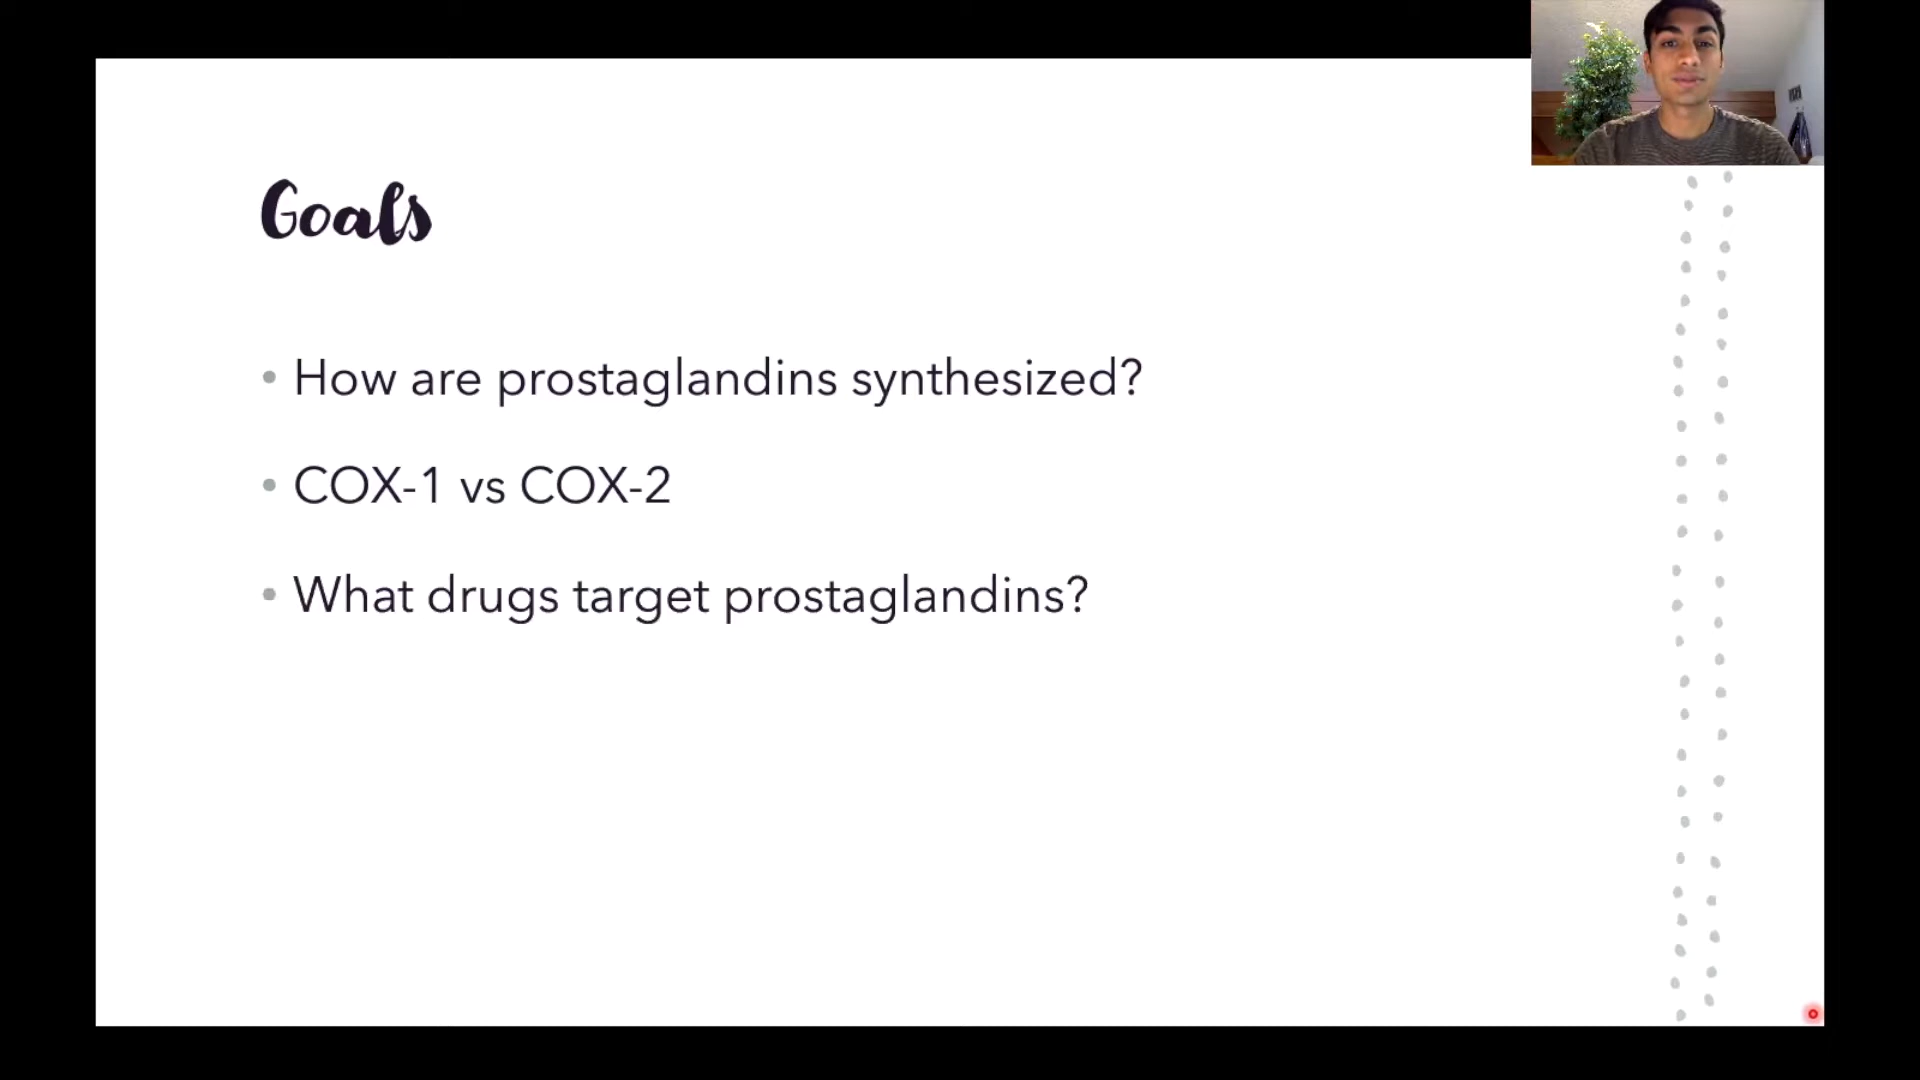 Goals
• How are prostaglandins synthesized?
• COX-1 vs COX-2
• What drugs target prostaglandins?